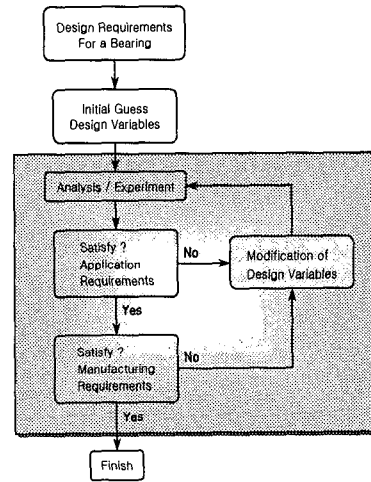 Design Requirements
For a Bearing
Initial Guess
Design Variables
Analysis / Experiment
Satisfy ?
Application
Requirements
No
Modification of
Design Variables
Yes
Satisfy ?
Manufacturing
Requirements
No
Yes
Finish